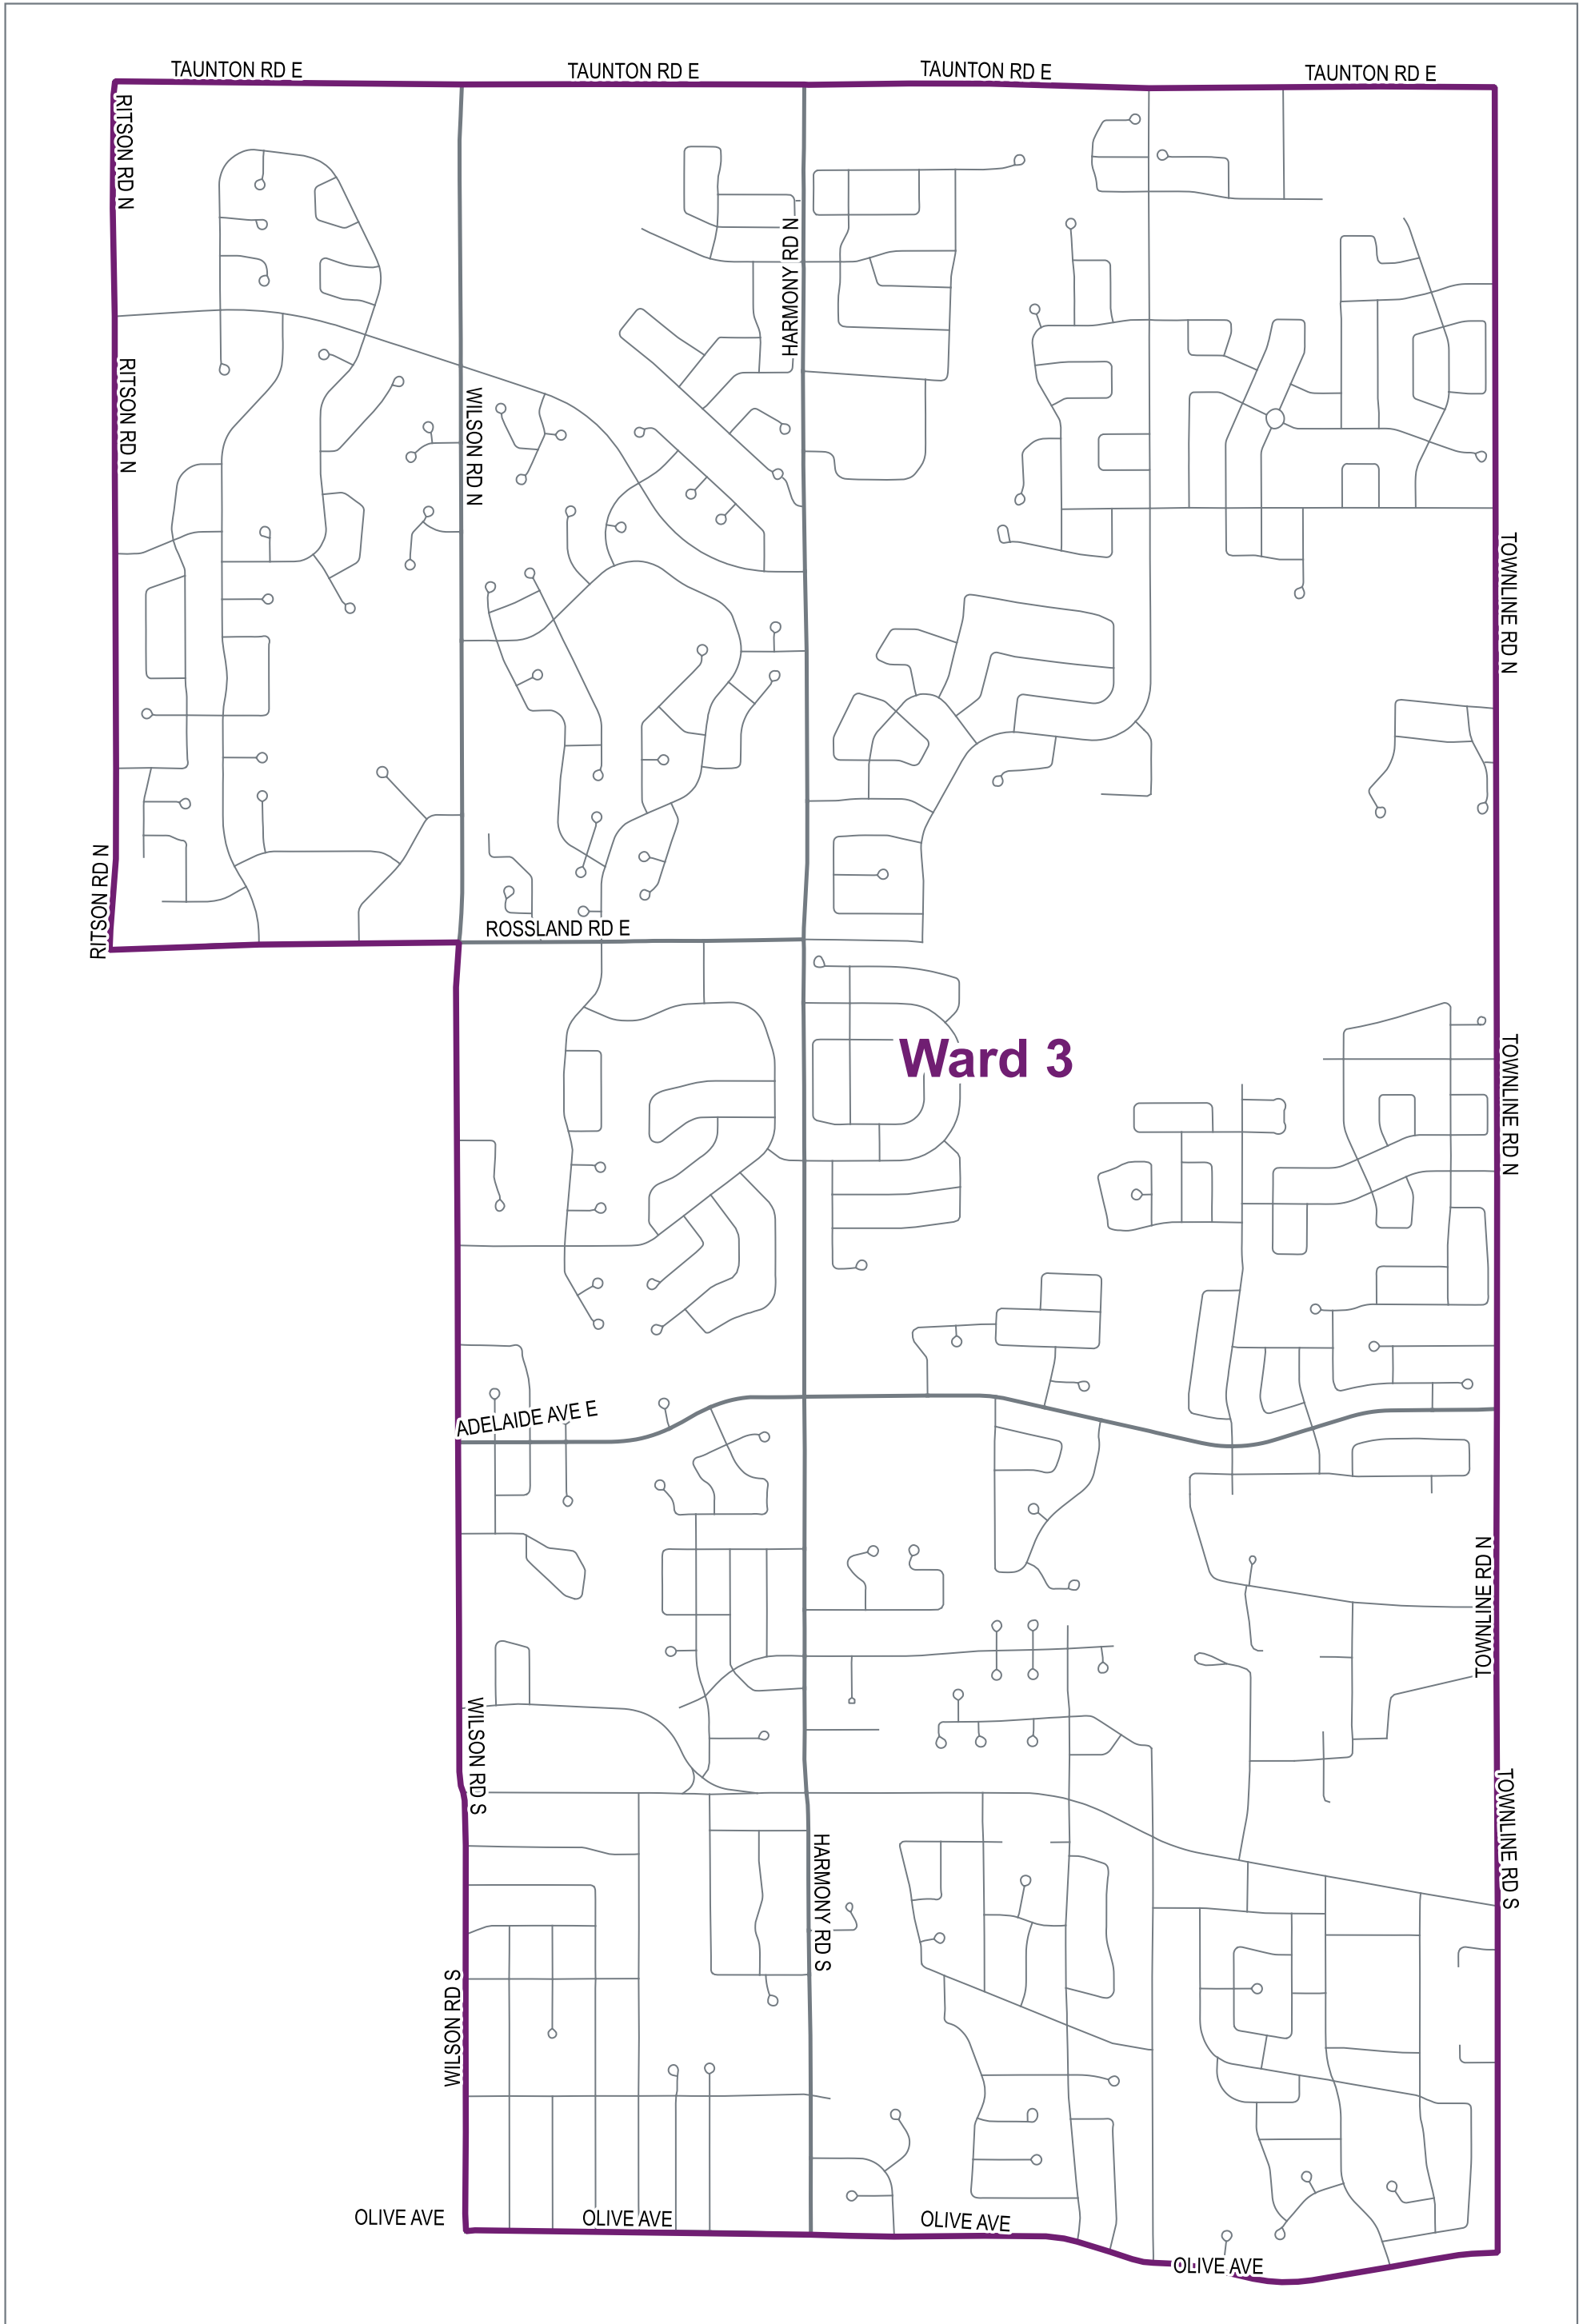 TAUNTON RD E
TAUNTON RD E
TAUNTON RD E
TAUNTON RD E
RITSON RD N
HARMONY RD N
RITSON RD N
WILSON RD N
TOWNLINE RD N
RITSON RD N
ROSSLAND RD E
Ward 3
TOWNLINE RD N
ADELAIDE AVE E
TOWNLINE RD N
WILSON RD S
TOWNLINE RD S
HARMONY RD S
WILSON RD S
OLIVE AVE
OLIVE AVE
OLIVE AVE
OLIVE AVE